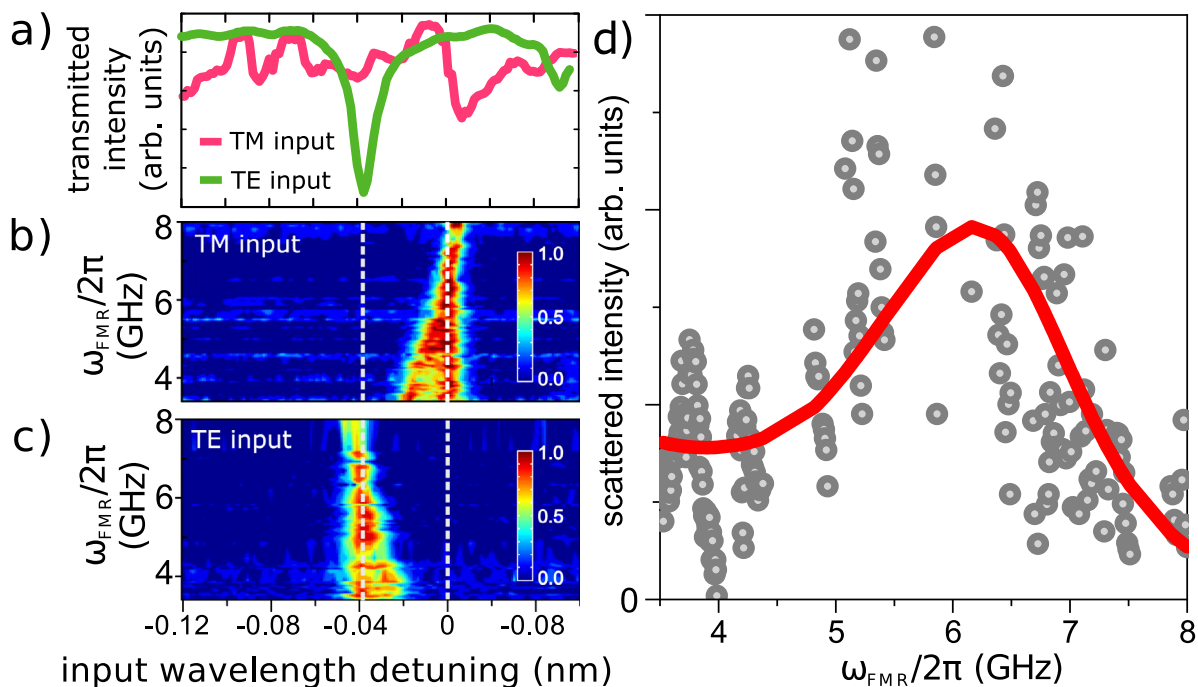 a)
transmitted
intensity
(arb. units)
TM input
TE input
b)
TM input
ω_FMR/2π
(GHz)
8
6
4
1.0
0.5
0.0
c)
TE input
ω_FMR/2π
(GHz)
8
6
4
1.0
0.5
0.0
-0.12 -0.08 -0.04 0 -0.08
input wavelength detuning (nm)
d)
scattered intensity (arb. units)
0
4 5 6 7 8
ω_FMR/2π (GHz)